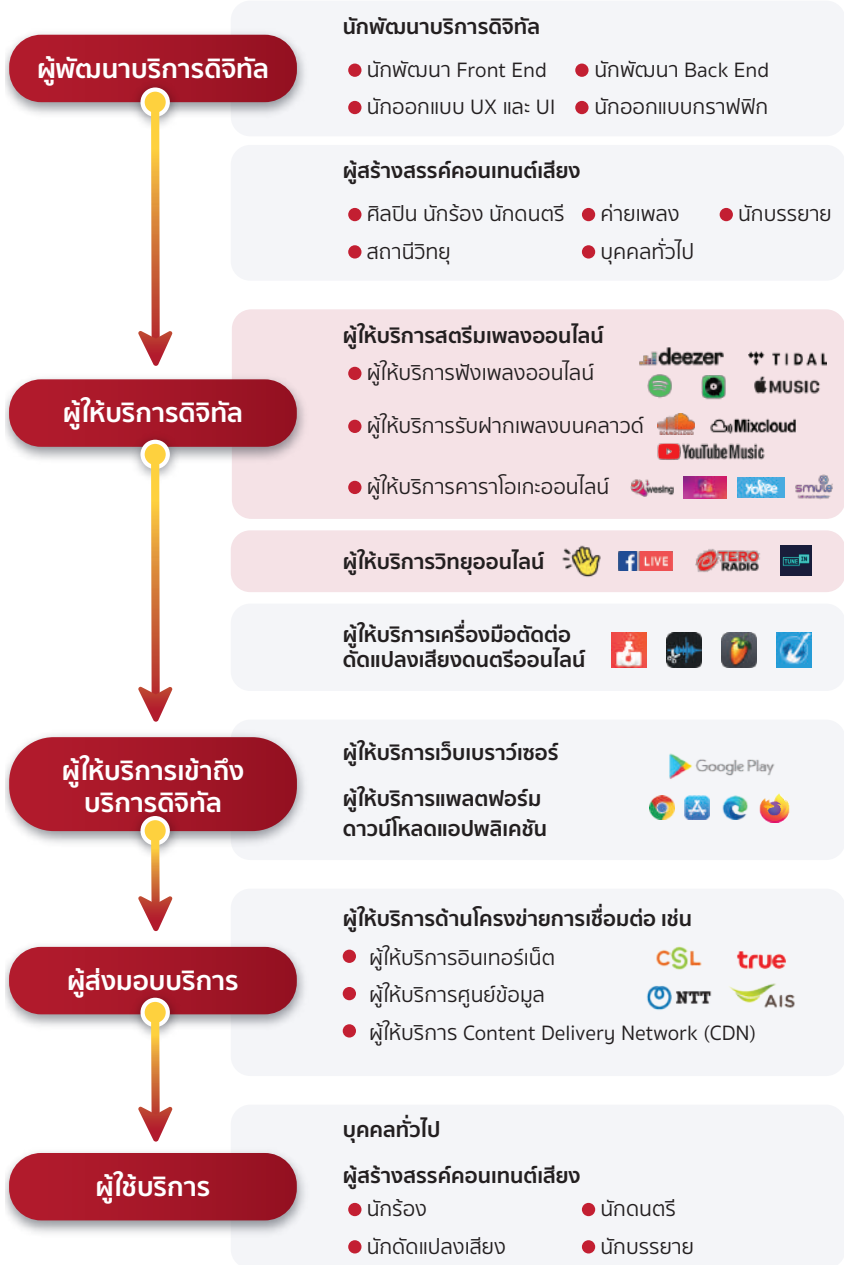 ผู้พัฒนาบริการดิจิทัล
นักพัฒนาบริการดิจิทัล
นักพัฒนา Front End
นักพัฒนา Back End
นักออกแบบ UX และ UI
นักออกแบบกราฟฟิก
ผู้สร้างสรรค์คอนเทนต์เสียง
ศิลปิน นักร้อง นักดนตรี
ค่ายเพลง
นักบรรยาย
สถานีวิทยุ
บุคคลทั่วไป
ผู้ให้บริการดิจิทัล
ผู้ให้บริการสตรีมเพลงออนไลน์
ผู้ให้บริการฟังเพลงออนไลน์
deezer
TIDAL
MUSIC
ผู้ให้บริการรับฝากเพลงบนคลาวด์
SOUNDCLOUD
Mixcloud
YouTube Music
ผู้ให้บริการคาราโอเกะออนไลน์
wesing
yokee
smule
ผู้ให้บริการวิทยุออนไลน์
f LIVE
TERO
RADIO
TUNE IN
ผู้ให้บริการเครื่องมือตัดต่อ
ดัดแปลงเสียงดนตรีออนไลน์
ผู้ให้บริการเข้าถึง
บริการดิจิทัล
ผู้ให้บริการเว็บเบราว์เซอร์
Google Play
ผู้ให้บริการแพลตฟอร์ม
ดาวน์โหลดแอปพลิเคชัน
ผู้ส่งมอบบริการ
ผู้ให้บริการด้านโครงข่ายการเชื่อมต่อ เช่น
ผู้ให้บริการอินเทอร์เน็ต
CSL
true
ผู้ให้บริการศูนย์ข้อมูล
NTT
AIS
ผู้ให้บริการ Content Delivery Network (CDN)
ผู้ใช้บริการ
บุคคลทั่วไป
ผู้สร้างสรรค์คอนเทนต์เสียง
นักร้อง
นักดนตรี
นักดัดแปลงเสียง
นักบรรยาย